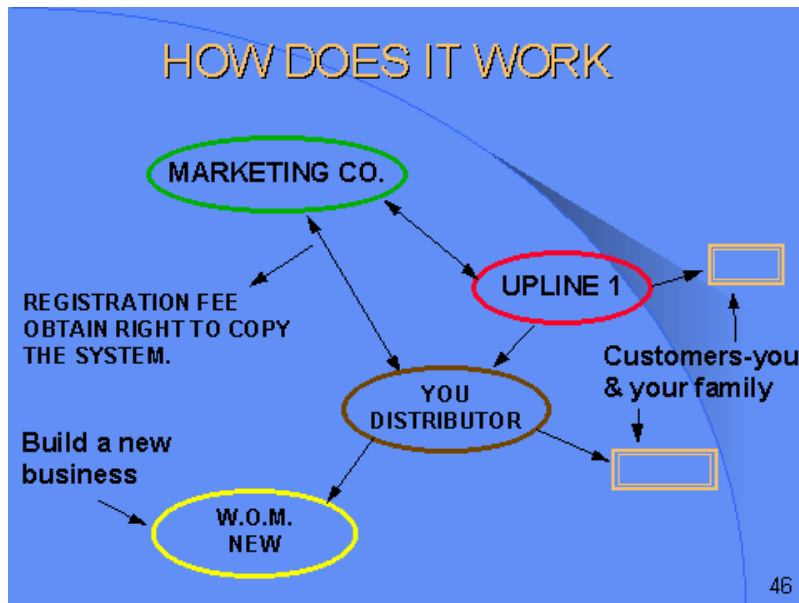 HOW DOES IT WORK
MARKETING CO.
UPLINE 1
REGISTRATION FEE
OBTAIN RIGHT TO COPY
THE SYSTEM.
Customers-you
& your family
YOU
DISTRIBUTOR
Build a new
business
W.O.M.
NEW
46